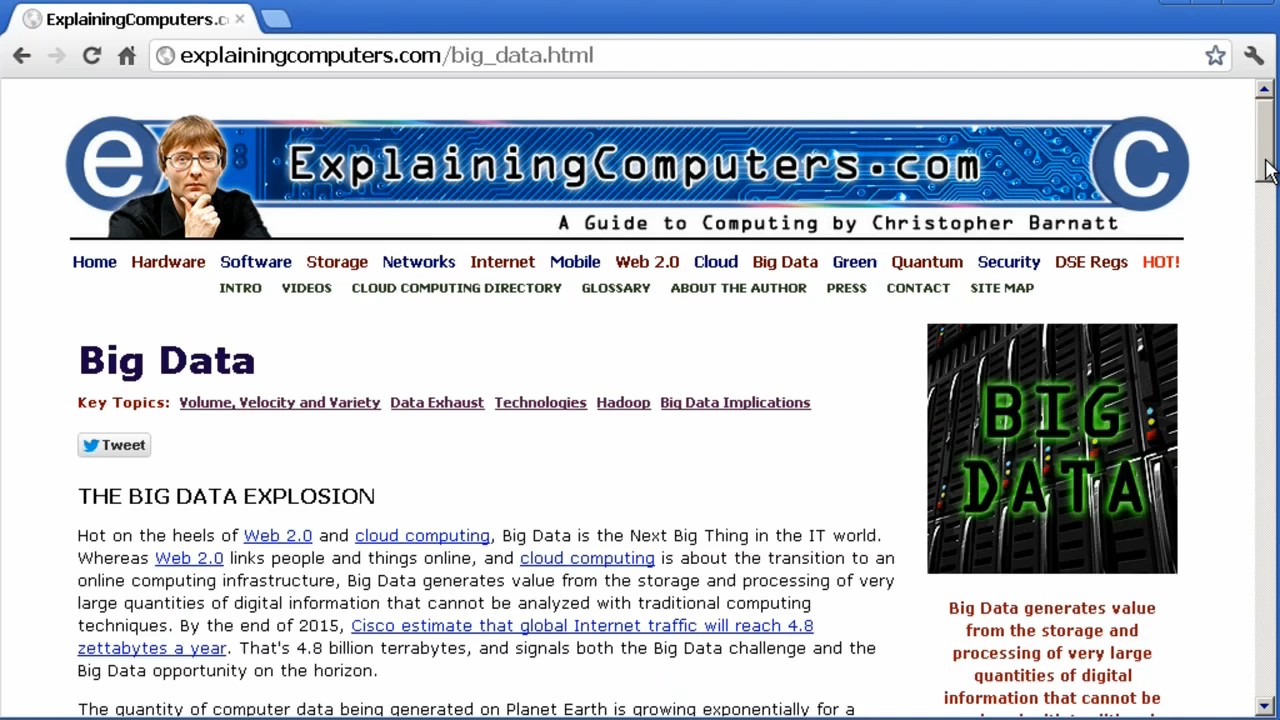 ExplainingComputers.c
explainingcomputers.com/big_data.html
e ExplainingComputers.com C
A Guide to Computing by Christopher Barnatt
Home Hardware Software Storage Networks Internet Mobile Web 2.0 Cloud Big Data Green Quantum Security DSE Regs HOT!
INTRO VIDEOS CLOUD COMPUTING DIRECTORY GLOSSARY ABOUT THE AUTHOR PRESS CONTACT SITE MAP
Big Data
Key Topics: Volume, Velocity and Variety Data Exhaust Technologies Hadoop Big Data Implications
Tweet
THE BIG DATA EXPLOSION
Hot on the heels of Web 2.0 and cloud computing, Big Data is the Next Big Thing in the IT world.
Whereas Web 2.0 links people and things online, and cloud computing is about the transition to an
online computing infrastructure, Big Data generates value from the storage and processing of very
large quantities of digital information that cannot be analyzed with traditional computing
techniques. By the end of 2015, Cisco estimate that global Internet traffic will reach 4.8
zettabytes a year. That's 4.8 billion terrabytes, and signals both the Big Data challenge and the
Big Data opportunity on the horizon.
The quantity of computer data being generated on Planet Earth is growing exponentially for a
BIG
DATA
Big Data generates value
from the storage and
processing of very large
quantities of digital
information that cannot be